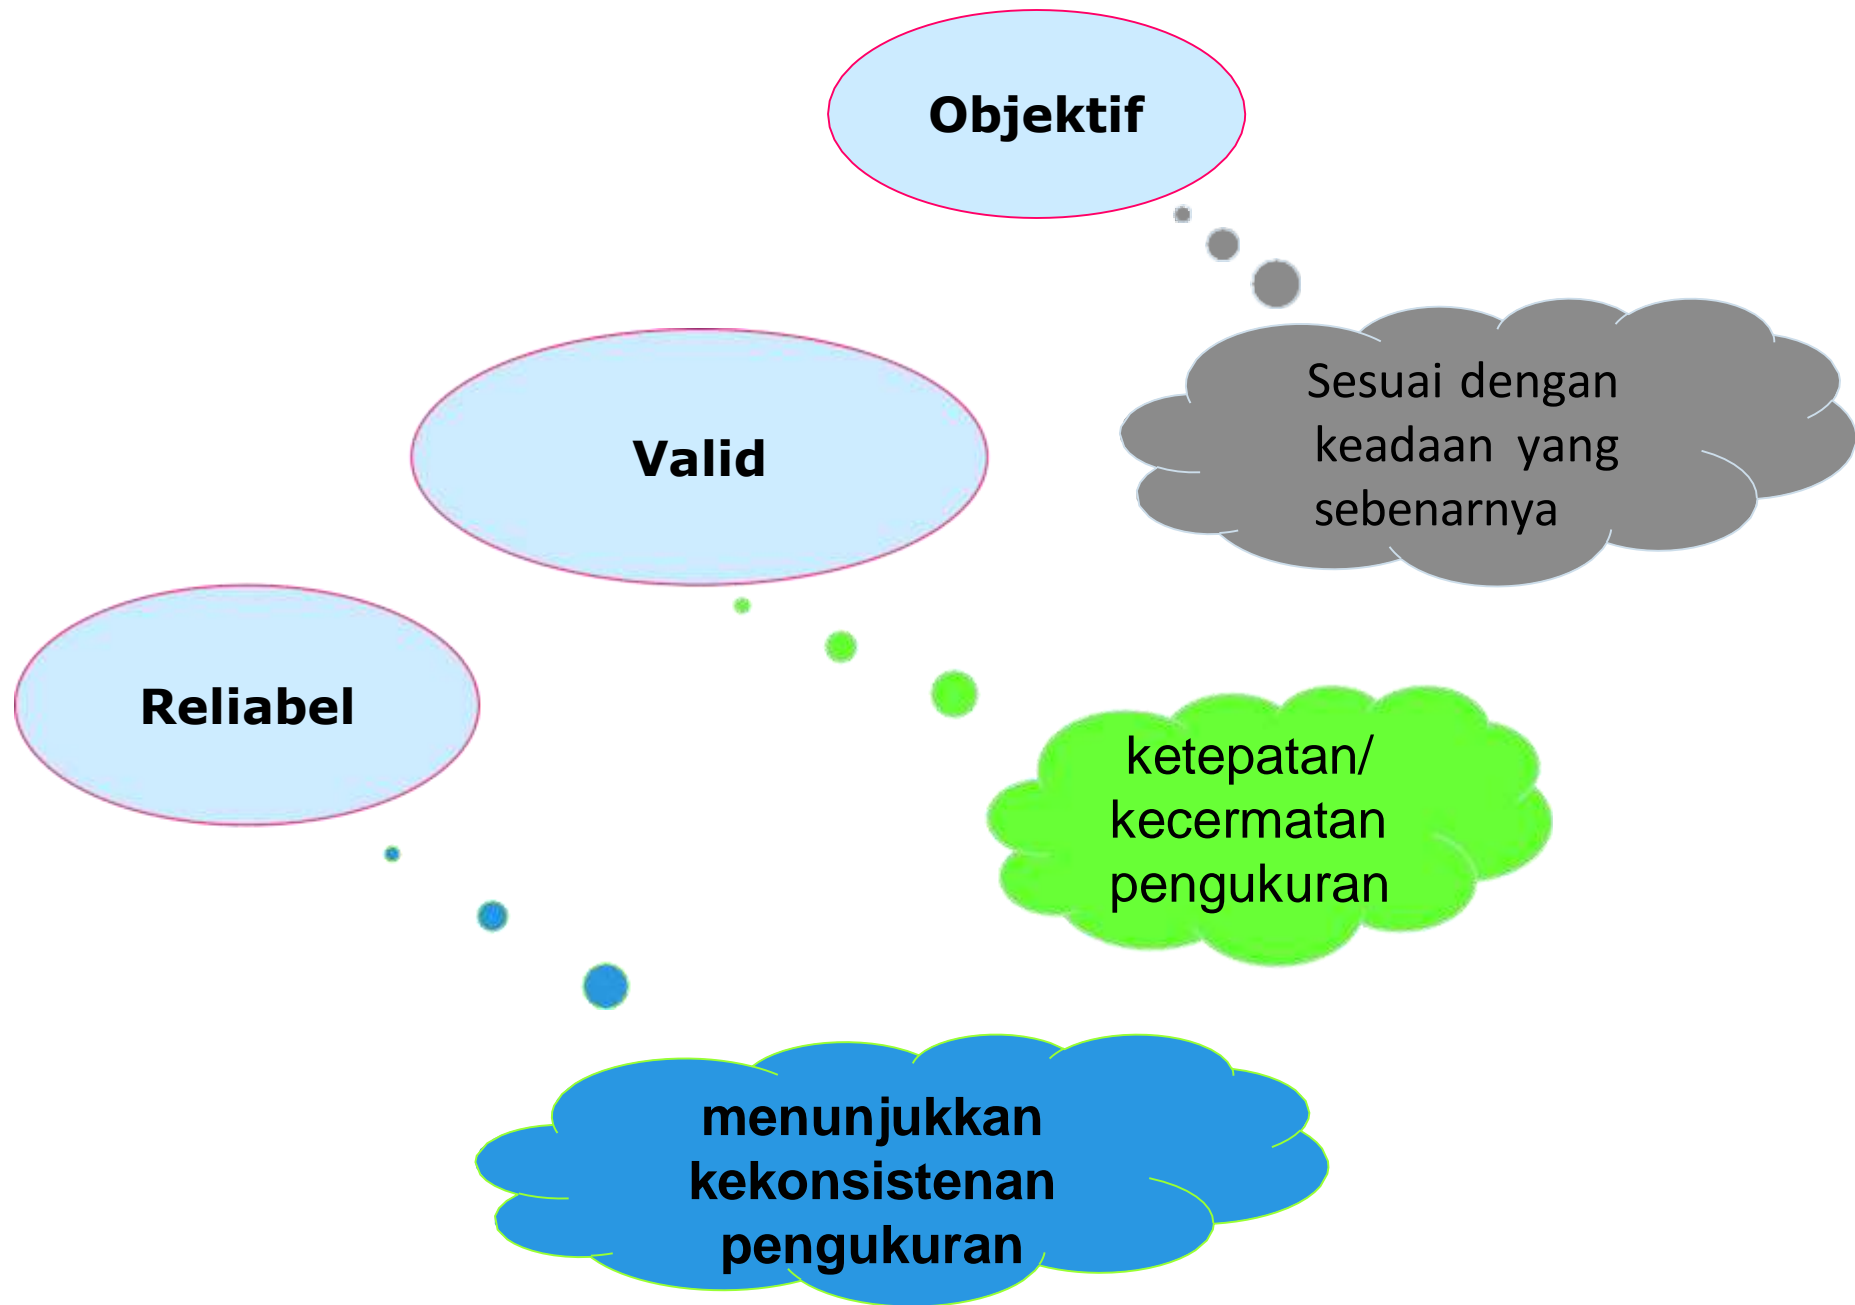 Objektif
Sesuai dengan
keadaan yang
sebenarnya
Valid
ketepatan/
kecermatan
pengukuran
Reliabel
menunjukkan
kekonsistenan
pengukuran